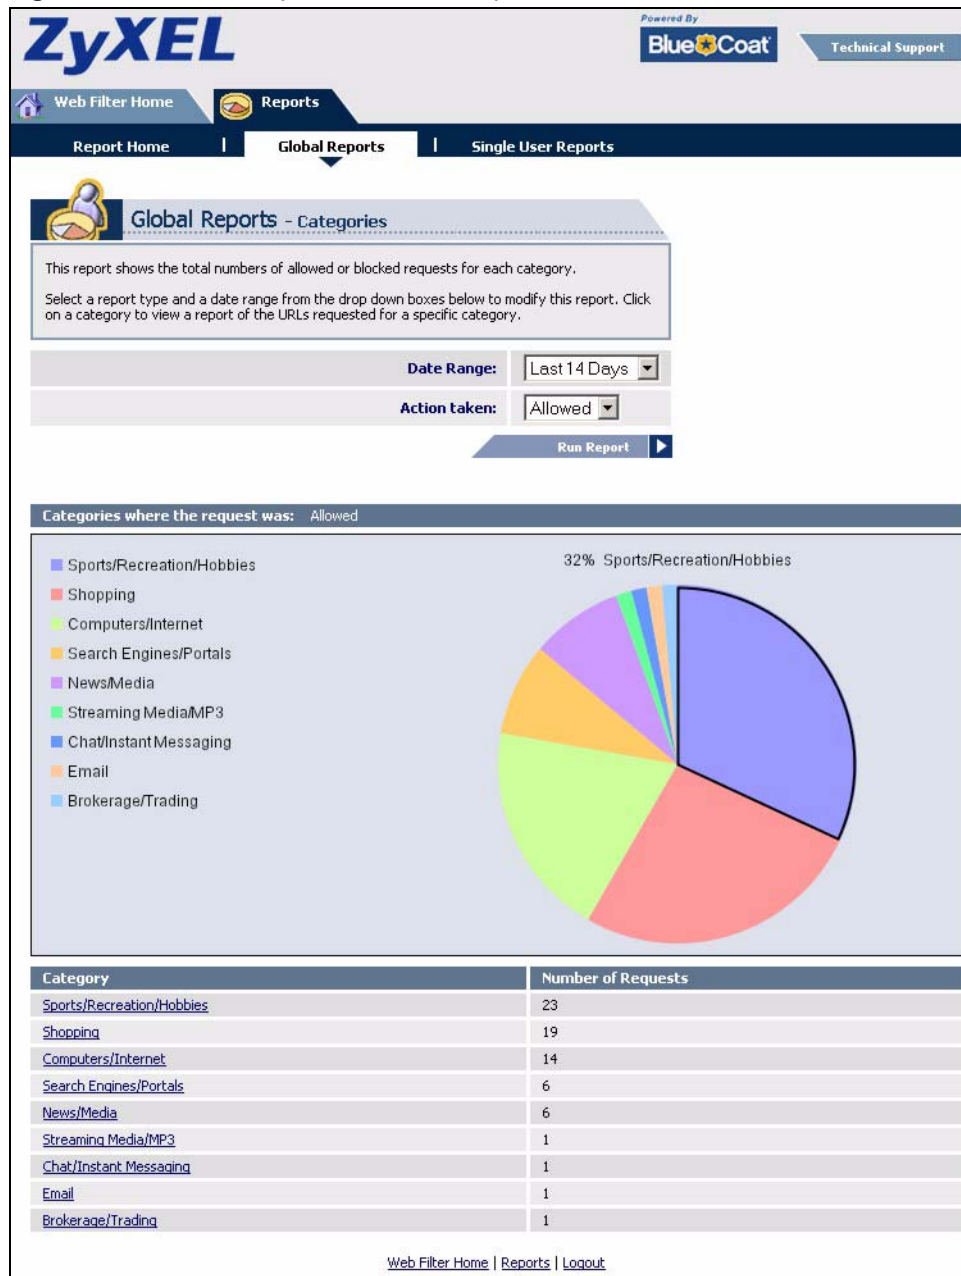 ZyXEL
Powered By
Blue Coat
Technical Support
Web Filter Home
Reports
Report Home | Global Reports | Single User Reports
Global Reports - Categories
This report shows the total numbers of allowed or blocked requests for each category.
Select a report type and a date range from the drop down boxes below to modify this report. Click
on a category to view a report of the URLs requested for a specific category.
Date Range: Last 14 Days
Action taken: Allowed
Run Report
Categories where the request was: Allowed
32% Sports/Recreation/Hobbies
Sports/Recreation/Hobbies
Shopping
Computers/Internet
Search Engines/Portals
News/Media
Streaming Media/MP3
Chat/Instant Messaging
Email
Brokerage/Trading
Category Number of Requests
Sports/Recreation/Hobbies 23
Shopping 19
Computers/Internet 14
Search Engines/Portals 6
News/Media 6
Streaming Media/MP3 1
Chat/Instant Messaging 1
Email 1
Brokerage/Trading 1
Web Filter Home | Reports | Logout